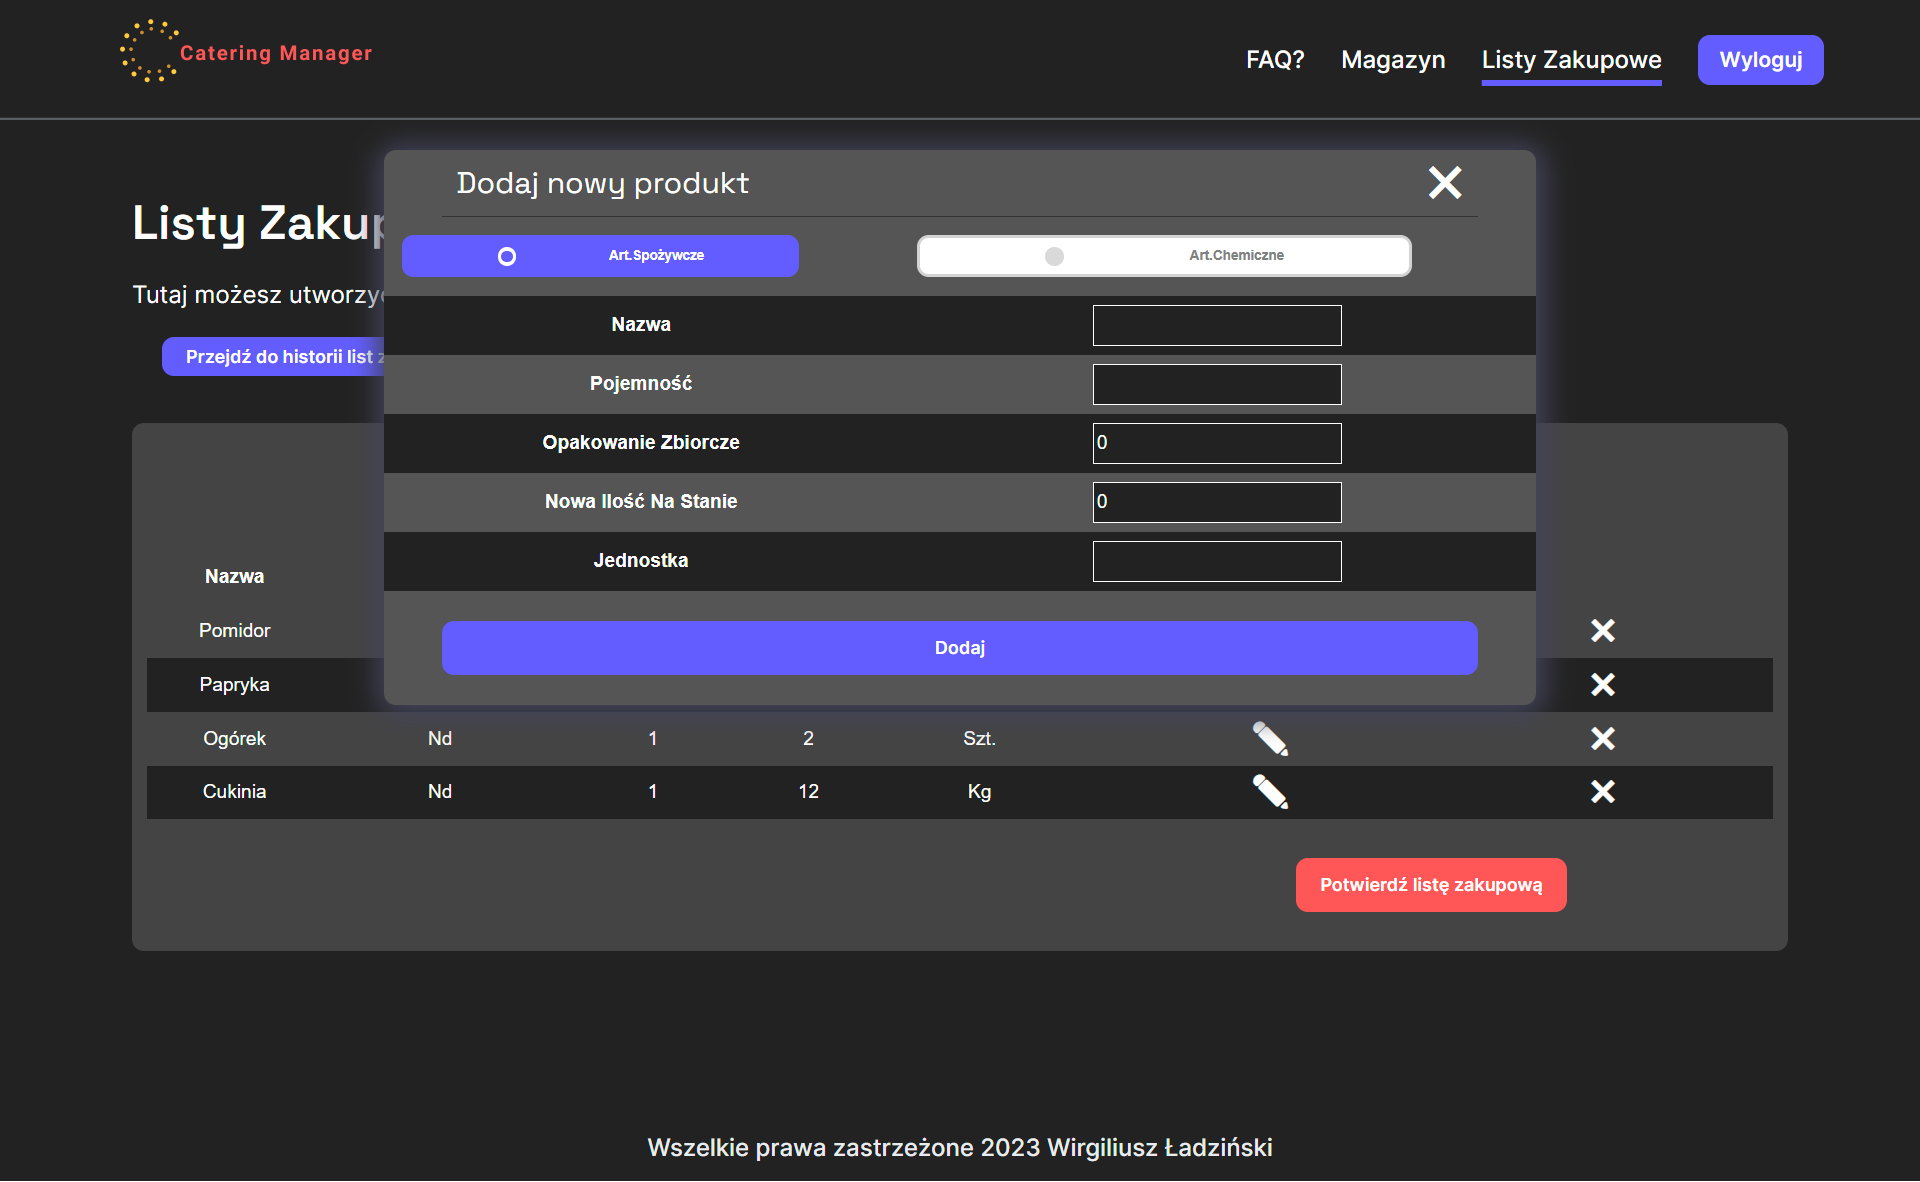 Catering Manager
FAQ? Magazyn Listy Zakupowe Wyloguj
Dodaj nowy produkt
Listy Zakup
Art.Spożywcze Art.Chemiczne
Tutaj możesz utworzyć
Nazwa
Przejdź do historii list z
Pojemność
Opakowanie Zbiorcze 0
Nowa Ilość Na Stanie 0
Jednostka
Nazwa
Pomidor
Dodaj
Papryka
Ogórek Nd 1 2 Szt.
Cukinia Nd 1 12 Kg
Potwierdź listę zakupową
Wszelkie prawa zastrzeżone 2023 Wirgiliusz Ładziński